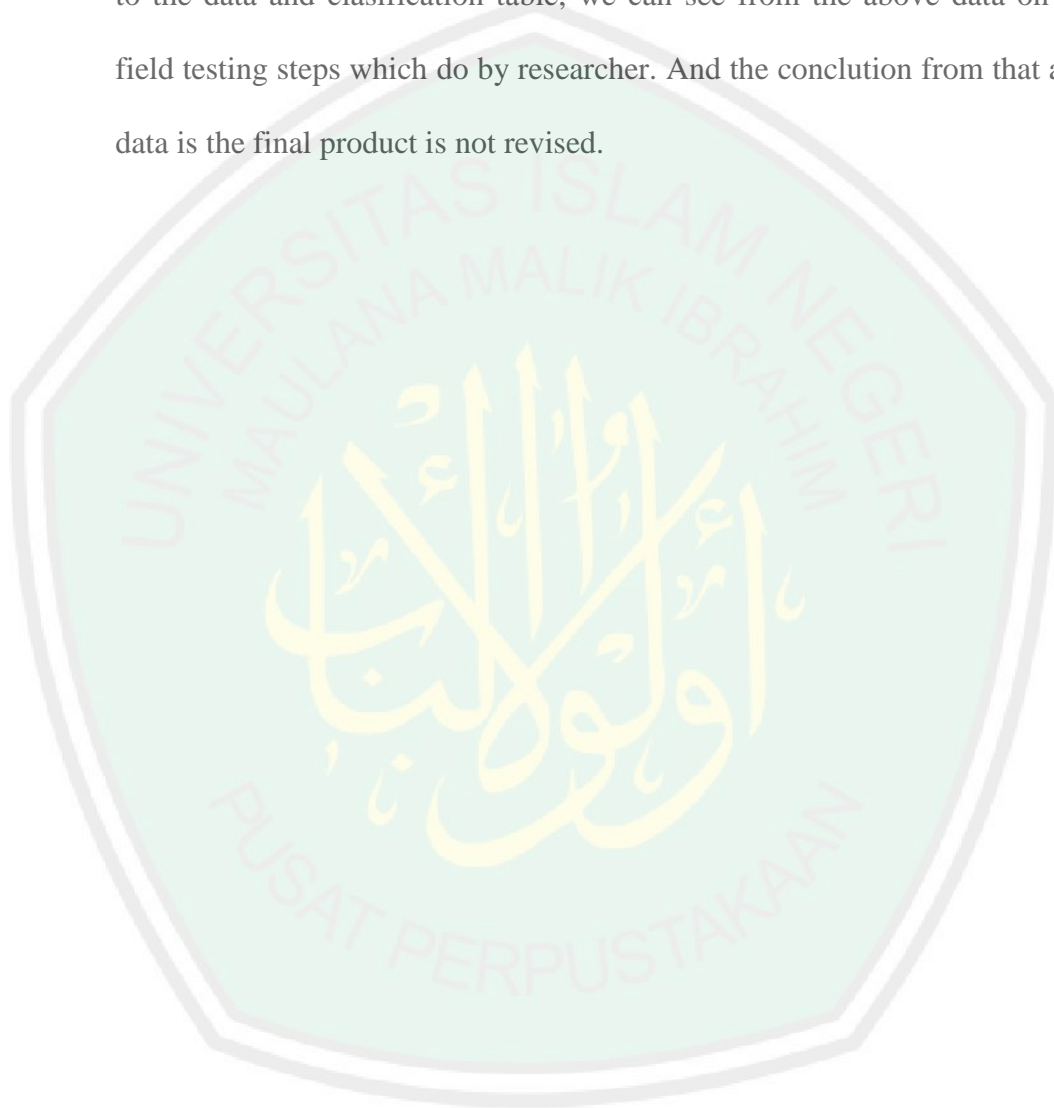 to the data and clasification table, we can see from the above data on
field testing steps which do by researcher. And the conclution from that a
data is the final product is not revised.
UNIVERSITAS ISLAM NEGERI
MAULANA MALIK IBRAHIM
أولوا الألباب
PUSAT PERPUSTAKAAN